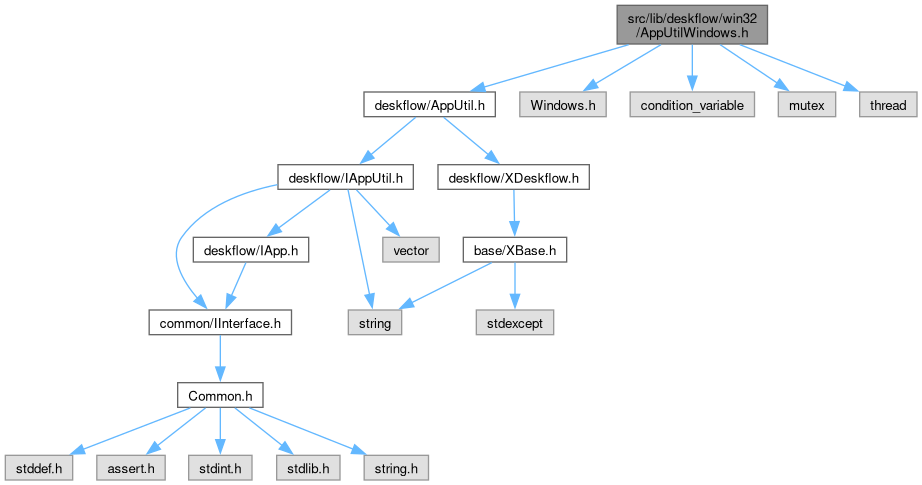 src/lib/deskflow/win32
/AppUtilWindows.h
deskflow/AppUtil.h
Windows.h
condition_variable
mutex
thread
deskflow/IAppUtil.h
deskflow/XDeskflow.h
deskflow/IApp.h
vector
base/XBase.h
common/IInterface.h
string
stdexcept
Common.h
stddef.h
assert.h
stdint.h
stdlib.h
string.h